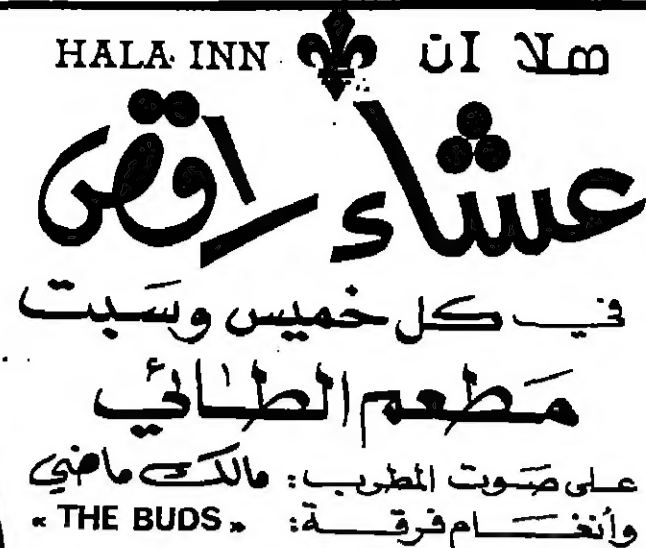 HALA INN هلا ان
عشاء راقص
في كل خميس وسبت
مطعم الطائي
على صوت المطرب: مالك ماضي
وأنغام فرقة: « THE BUDS »